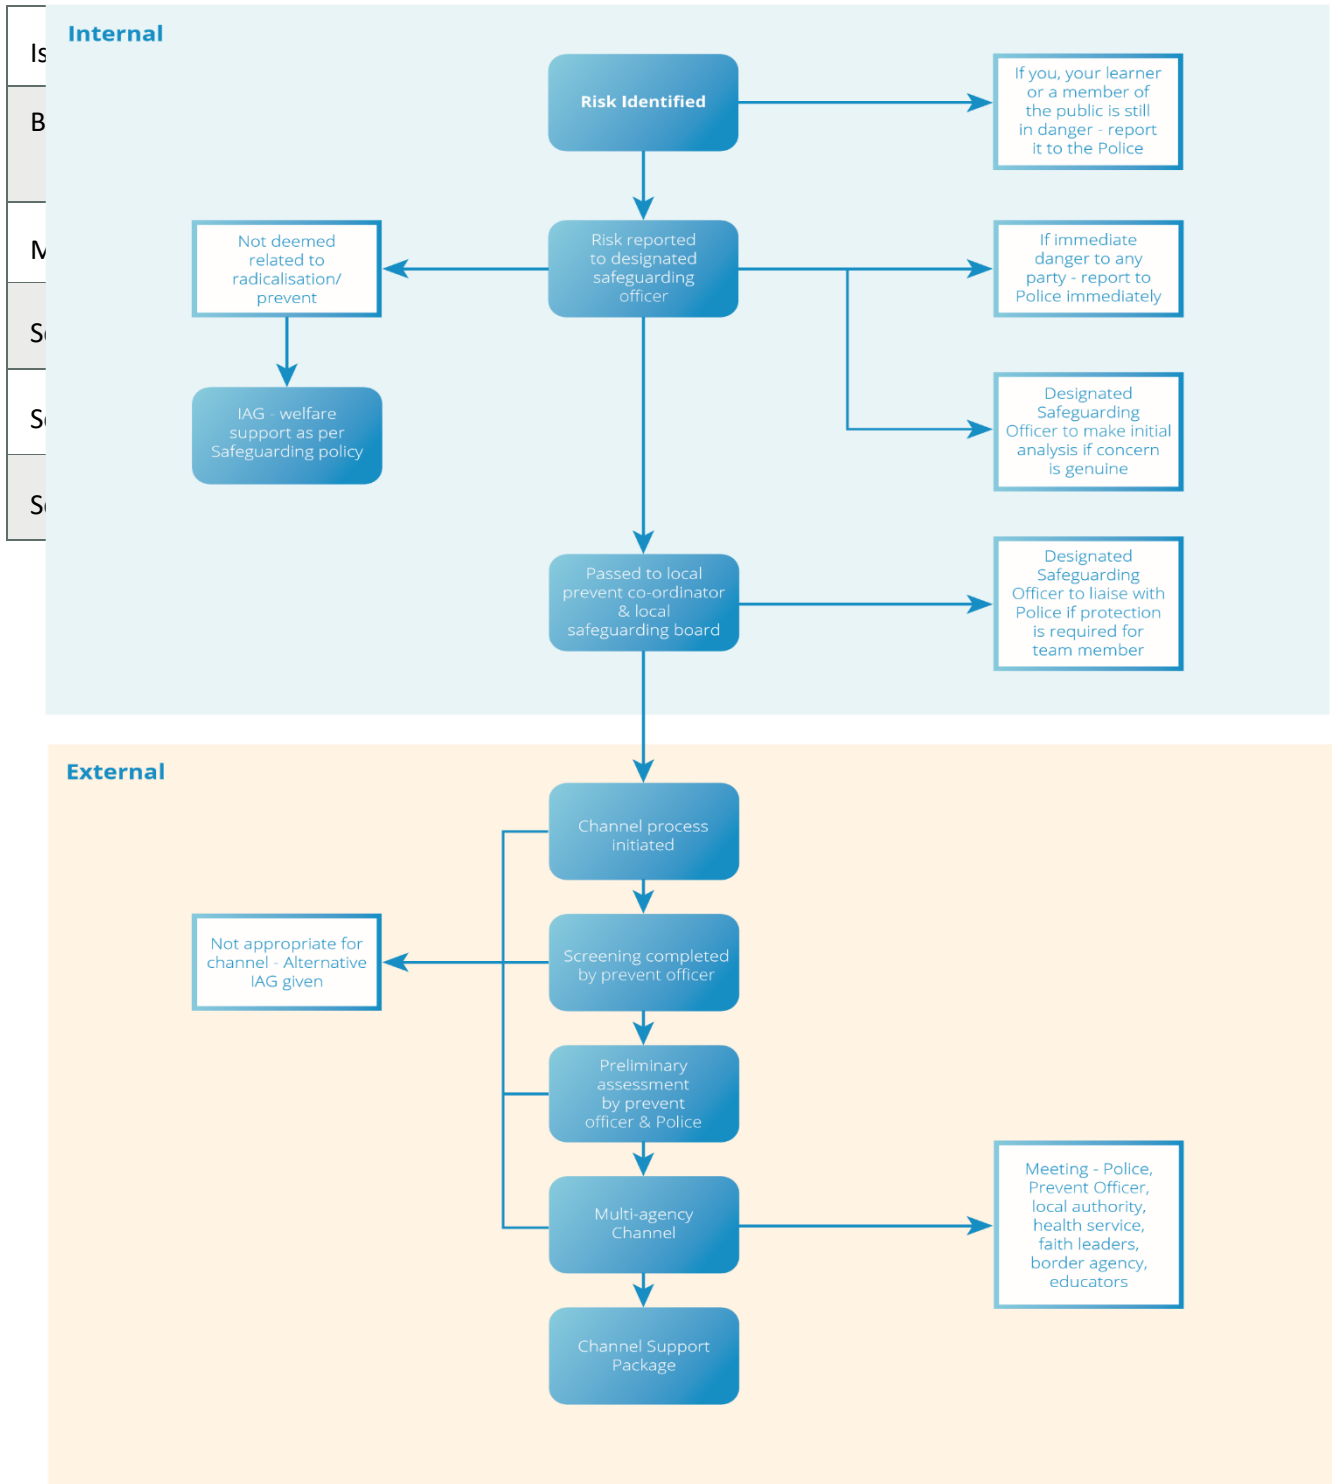 Internal
Is
B
M
Se
Risk Identified
If you, your learner
or a member of
the public is still
in danger - report
it to the Police
Not deemed
related to
radicalisation/
prevent
Risk reported
to designated
safeguarding
officer
If immediate
danger to any
party - report to
Police immediately
IAG - welfare
support as per
Safeguarding policy
Designated
Safeguarding
Officer to make initial
analysis if concern
is genuine
Passed to local
prevent co-ordinator
& local
safeguarding board
Designated
Safeguarding
Officer to liaise with
Police if protection
is required for
team member
External
Channel process
initiated
Not appropriate for
channel - Alternative
IAG given
Screening completed
by prevent officer
Preliminary
assessment
by prevent
officer & Police
Multi-agency
Channel
Meeting - Police,
Prevent Officer,
local authority,
health service,
faith leaders,
border agency,
educators
Channel Support
Package